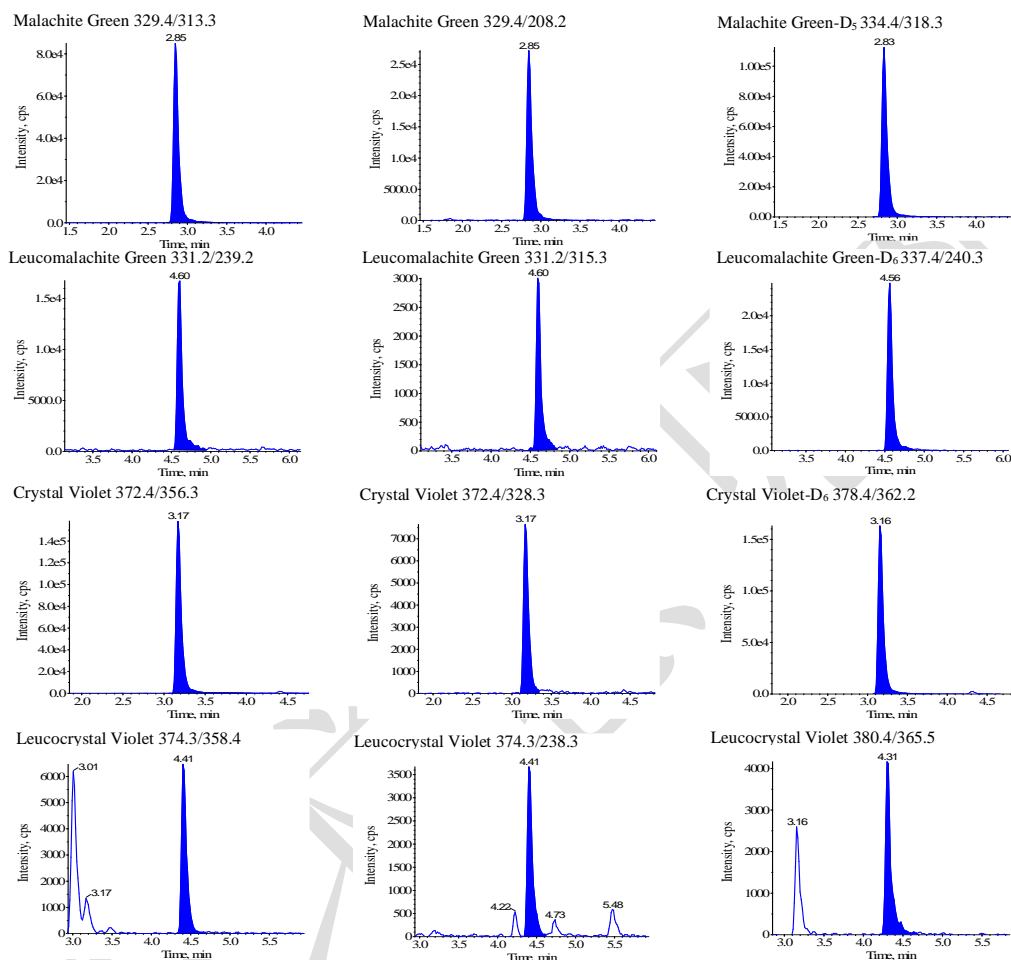 Malachite Green 329.4/313.3
2.85
8.0e4
6.0e4
4.0e4
2.0e4
0.0
Intensity, cps
1.5 2.0 2.5 3.0 3.5 4.0
Time, min
Malachite Green 329.4/208.2
2.85
2.5e4
2.0e4
1.5e4
1.0e4
5000.0
0.0
Intensity, cps
1.5 2.0 2.5 3.0 3.5 4.0
Time, min
Malachite Green-D₅ 334.4/318.3
2.83
1.00e5
8.00e4
6.00e4
4.00e4
2.00e4
0.00
Intensity, cps
1.5 2.0 2.5 3.0 3.5 4.0
Time, min
Leucomalachite Green 331.2/239.2
4.60
1.5e4
1.0e4
5000.0
0.0
Intensity, cps
3.5 4.0 4.5 5.0 5.5 6.0
Time, min
Leucomalachite Green 331.2/315.3
4.60
3000
2500
2000
1500
1000
500
0
Intensity, cps
3.5 4.0 4.5 5.0 5.5 6.0
Time, min
Leucomalachite Green-D₆ 337.4/240.3
4.56
2.0e4
1.5e4
1.0e4
5000.0
0.0
Intensity, cps
3.5 4.0 4.5 5.0 5.5 6.0
Time, min
Crystal Violet 372.4/356.3
3.17
1.4e5
1.2e5
1.0e5
8.0e4
6.0e4
4.0e4
2.0e4
0.0
Intensity, cps
2.0 2.5 3.0 3.5 4.0 4.5
Time, min
Crystal Violet 372.4/328.3
3.17
7000
6000
5000
4000
3000
2000
1000
0
Intensity, cps
2.0 2.5 3.0 3.5 4.0 4.5
Time, min
Crystal Violet-D₆ 378.4/362.2
3.16
1.5e5
1.0e5
5.0e4
0.0
Intensity, cps
2.0 2.5 3.0 3.5 4.0 4.5
Time, min
Leucocrystal Violet 374.3/358.4
4.41
3.01
3.17
6000
5000
4000
3000
2000
1000
0
Intensity, cps
3.0 3.5 4.0 4.5 5.0 5.5
Time, min
Leucocrystal Violet 374.3/238.3
4.41
4.22
4.73
5.48
3500
3000
2500
2000
1500
1000
500
0
Intensity, cps
3.0 3.5 4.0 4.5 5.0 5.5
Time, min
Leucocrystal Violet 380.4/365.5
4.31
3.16
4000
3000
2000
1000
0
Intensity, cps
3.0 3.5 4.0 4.5 5.0 5.5
Time, min